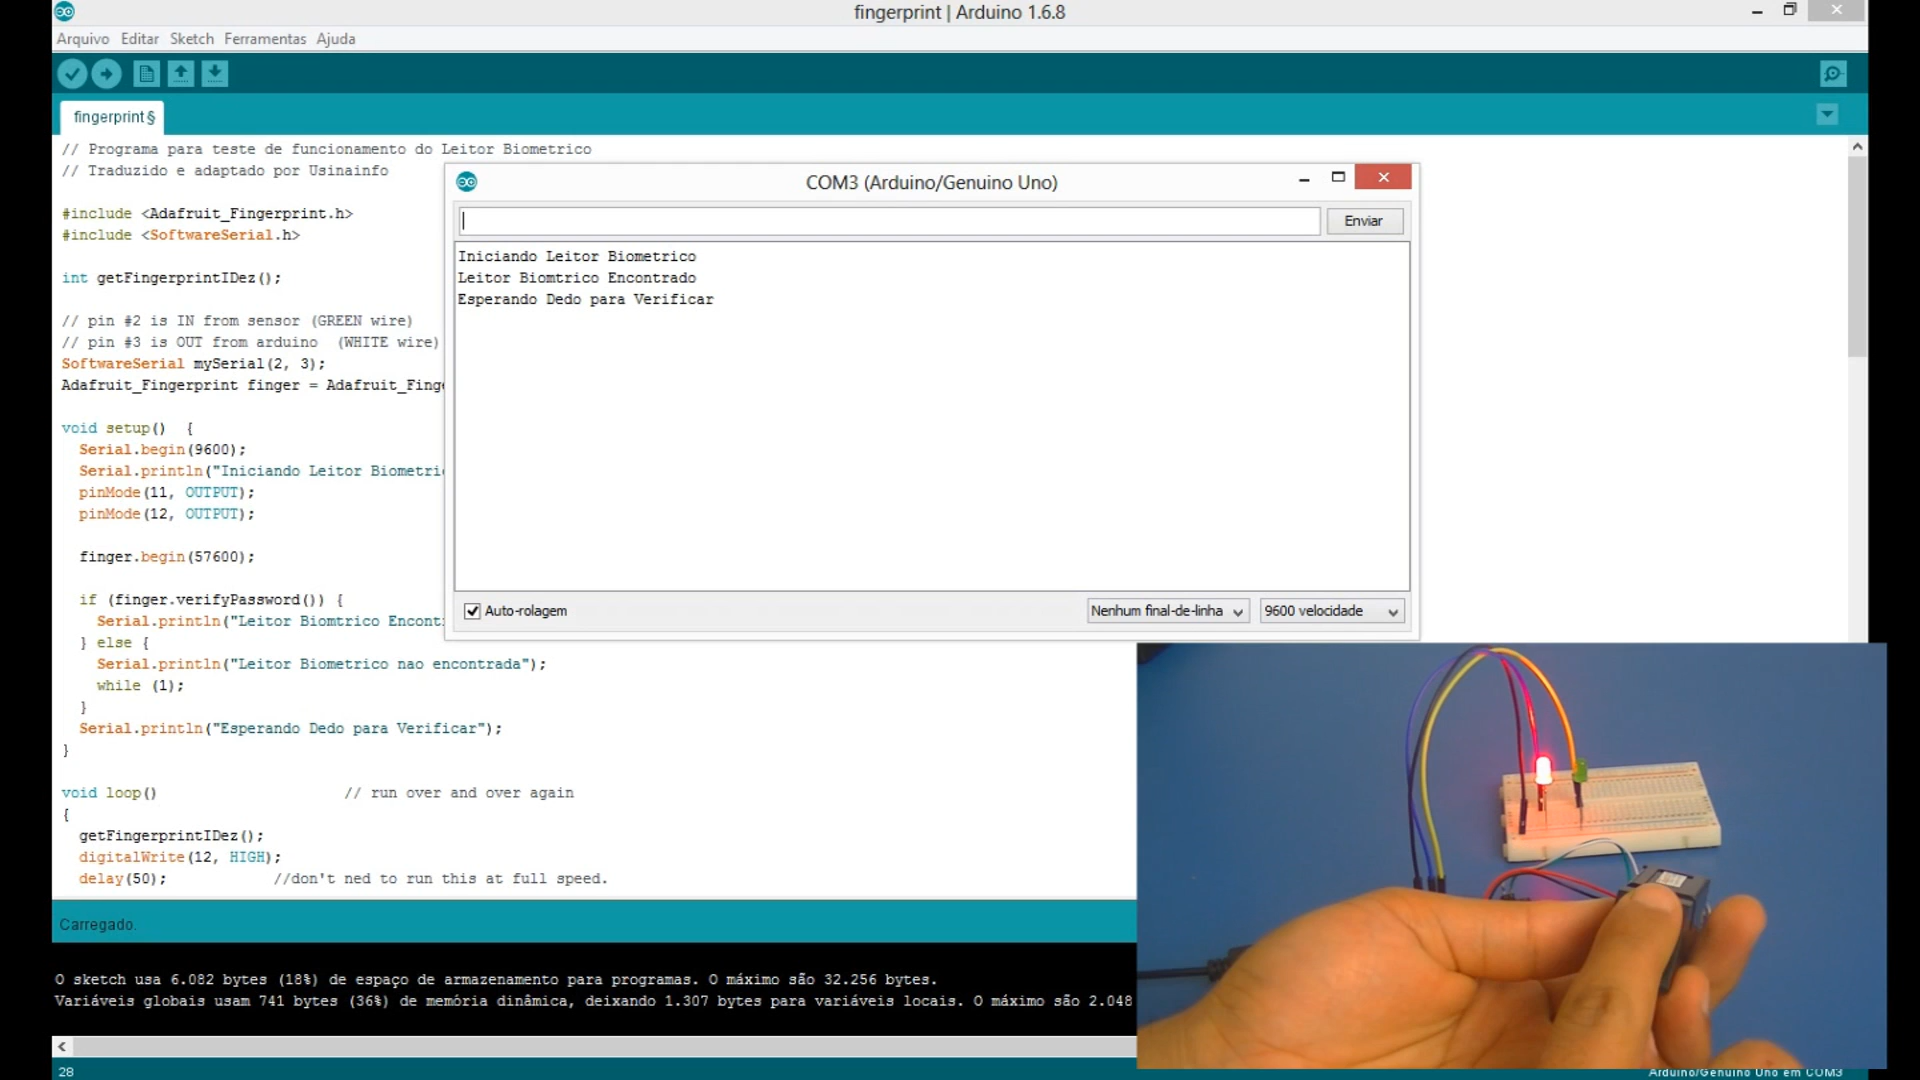 fingerprint | Arduino 1.6.8
Arquivo Editar Sketch Ferramentas Ajuda
fingerprint §
// Programa para teste de funcionamento do Leitor Biometrico
// Traduzido e adaptado por Usinainfo
#include <Adafruit_Fingerprint.h>
#include <SoftwareSerial.h>
int getFingerprintIDez();
// pin #2 is IN from sensor (GREEN wire)
// pin #3 is OUT from arduino  (WHITE wire)
SoftwareSerial mySerial(2, 3);
Adafruit_Fingerprint finger = Adafruit_Fing
void setup()  {
Serial.begin(9600);
Serial.println("Iniciando Leitor Biometri
pinMode(11, OUTPUT);
pinMode(12, OUTPUT);
finger.begin(57600);
if (finger.verifyPassword()) {
Serial.println("Leitor Biomtrico Encont
} else {
Serial.println("Leitor Biometrico nao encontrada");
while (1);
}
Serial.println("Esperando Dedo para Verificar");
}
void loop()                     // run over and over again
{
getFingerprintIDez();
digitalWrite(12, HIGH);
delay(50);            //don't ned to run this at full speed.
COM3 (Arduino/Genuino Uno)
Enviar
Iniciando Leitor Biometrico
Leitor Biomtrico Encontrado
Esperando Dedo para Verificar
Auto-rolagem
Nenhum final-de-linha
9600 velocidade
Carregado.
O sketch usa 6.082 bytes (18%) de espaço de armazenamento para programas. O máximo são 32.256 bytes.
Variáveis globais usam 741 bytes (36%) de memória dinâmica, deixando 1.307 bytes para variáveis locais. O máximo são 2.048
28
Arduino/Genuino Uno em COM3